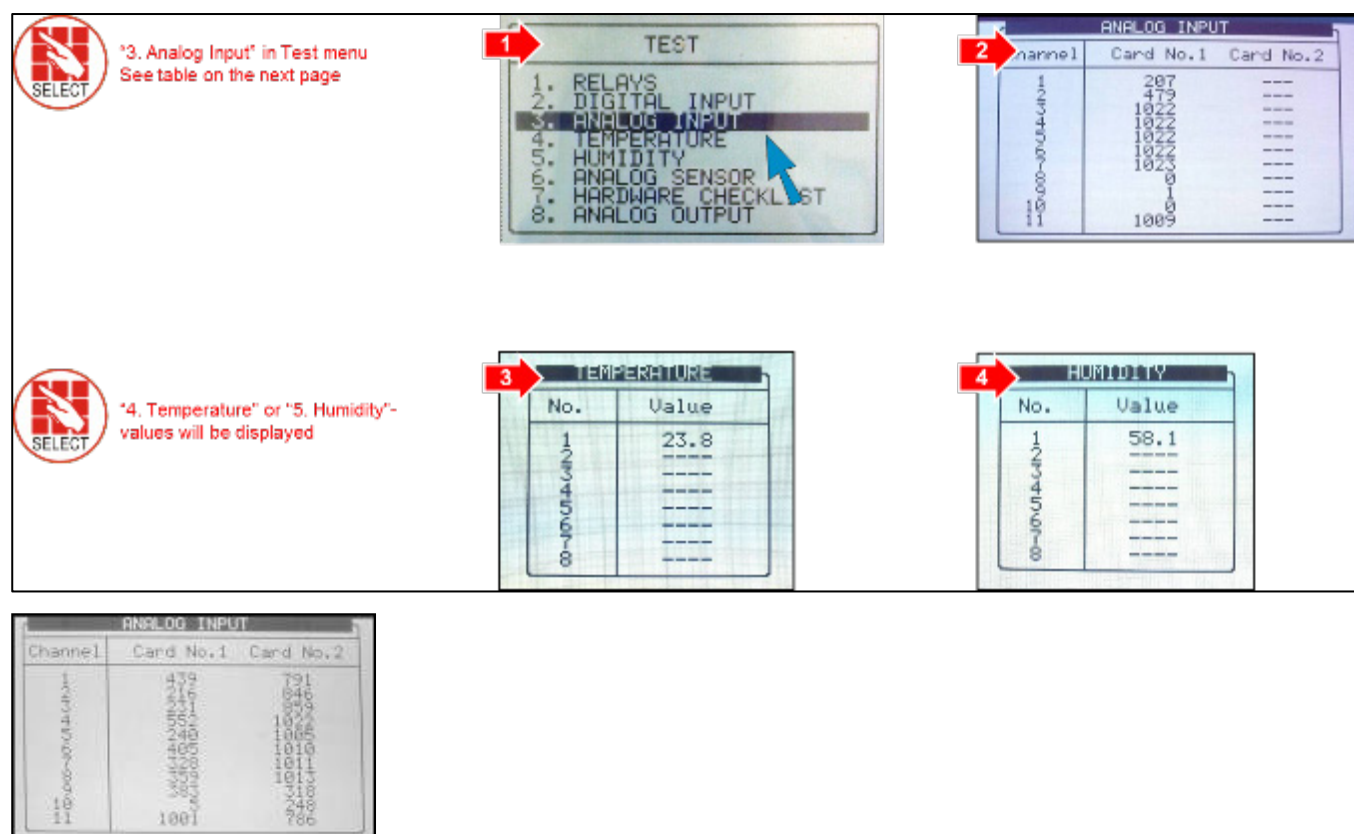 SELECT
"3. Analog Input" in Test menu
See table on the next page
1
TEST
1. RELAYS
2. DIGITAL INPUT
3. ANALOG INPUT
4. TEMPERATURE
5. HUMIDITY
6. ANALOG SENSOR
7. HARDWARE CHECKL ST
8. ANALOG OUTPUT
2
ANALOG INPUT
hannel Card No.1 Card No.2
1 207 ---
2 479 ---
3 1022 ---
4 1022 ---
5 1022 ---
6 1022 ---
7 1023 ---
8 0 ---
9 1 ---
10 0 ---
11 1009 ---
SELECT
"4. Temperature" or "5. Humidity"-
values will be displayed
3
TEMPERATURE
No. Value
1 23.8
2 ----
3 ----
4 ----
5 ----
6 ----
7 ----
8 ----
4
HUMIDITY
No. Value
1 58.1
2 ----
3 ----
4 ----
5 ----
6 ----
7 ----
8 ----
ANALOG INPUT
Channel Card No.1 Card No.2
1 439 791
2 216 846
3 231 859
4 552 1022
5 240 1005
6 405 1010
7 328 1011
8 359 1013
9 383 318
10 5 248
11 1001 786